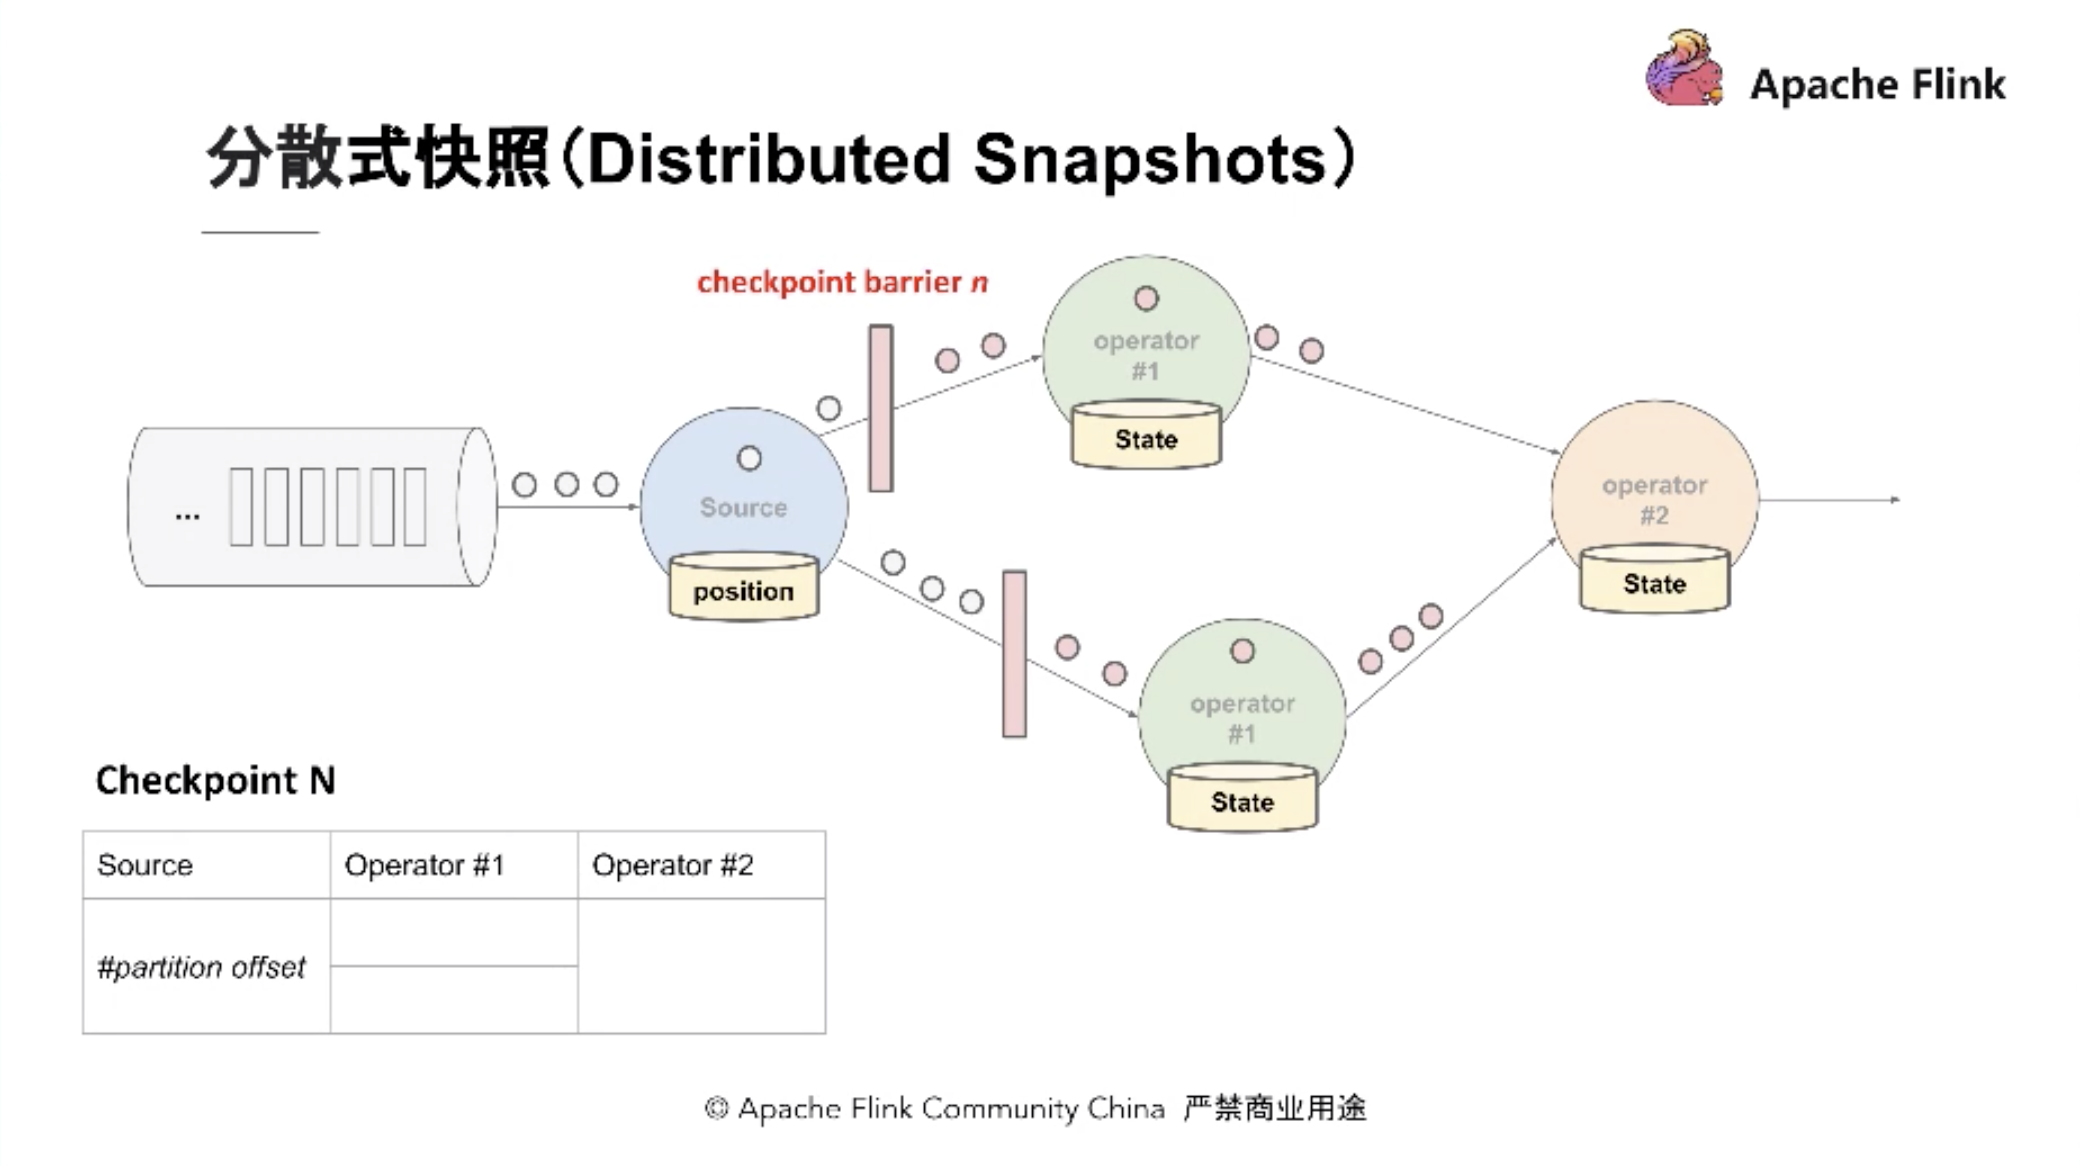 Apache Flink
分散式快照（Distributed Snapshots）
checkpoint barrier n
operator
#1
State
...
Source
position
operator
#2
State
operator
#1
State
Checkpoint N
Source Operator #1 Operator #2
#partition offset
© Apache Flink Community China 严禁商业用途